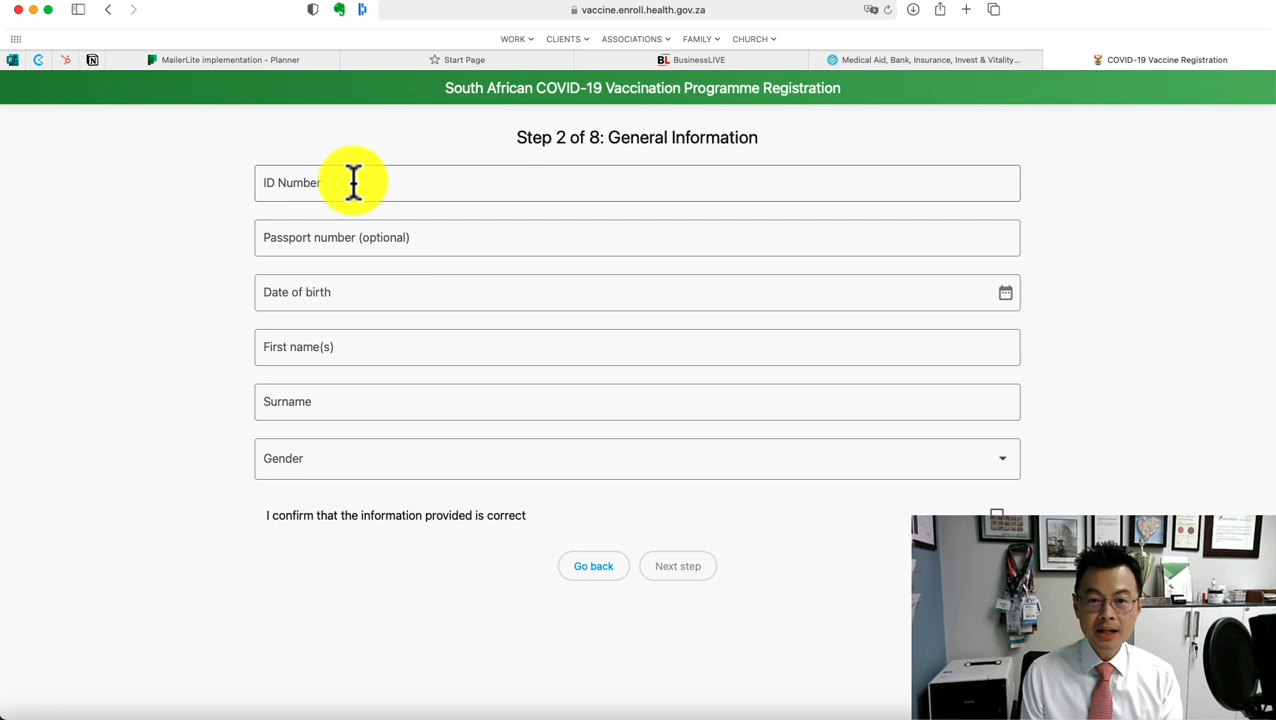 vaccine.enroll.health.gov.za
WORK CLIENTS ASSOCIATIONS FAMILY CHURCH
MailerLite implementation - Planner Start Page BL BusinessLIVE Medical Aid, Bank, Insurance, Invest & Vitality... COVID-19 Vaccine Registration
South African COVID-19 Vaccination Programme Registration
Step 2 of 8: General Information
ID Number
Passport number (optional)
Date of birth
First name(s)
Surname
Gender
I confirm that the information provided is correct
Go back Next step